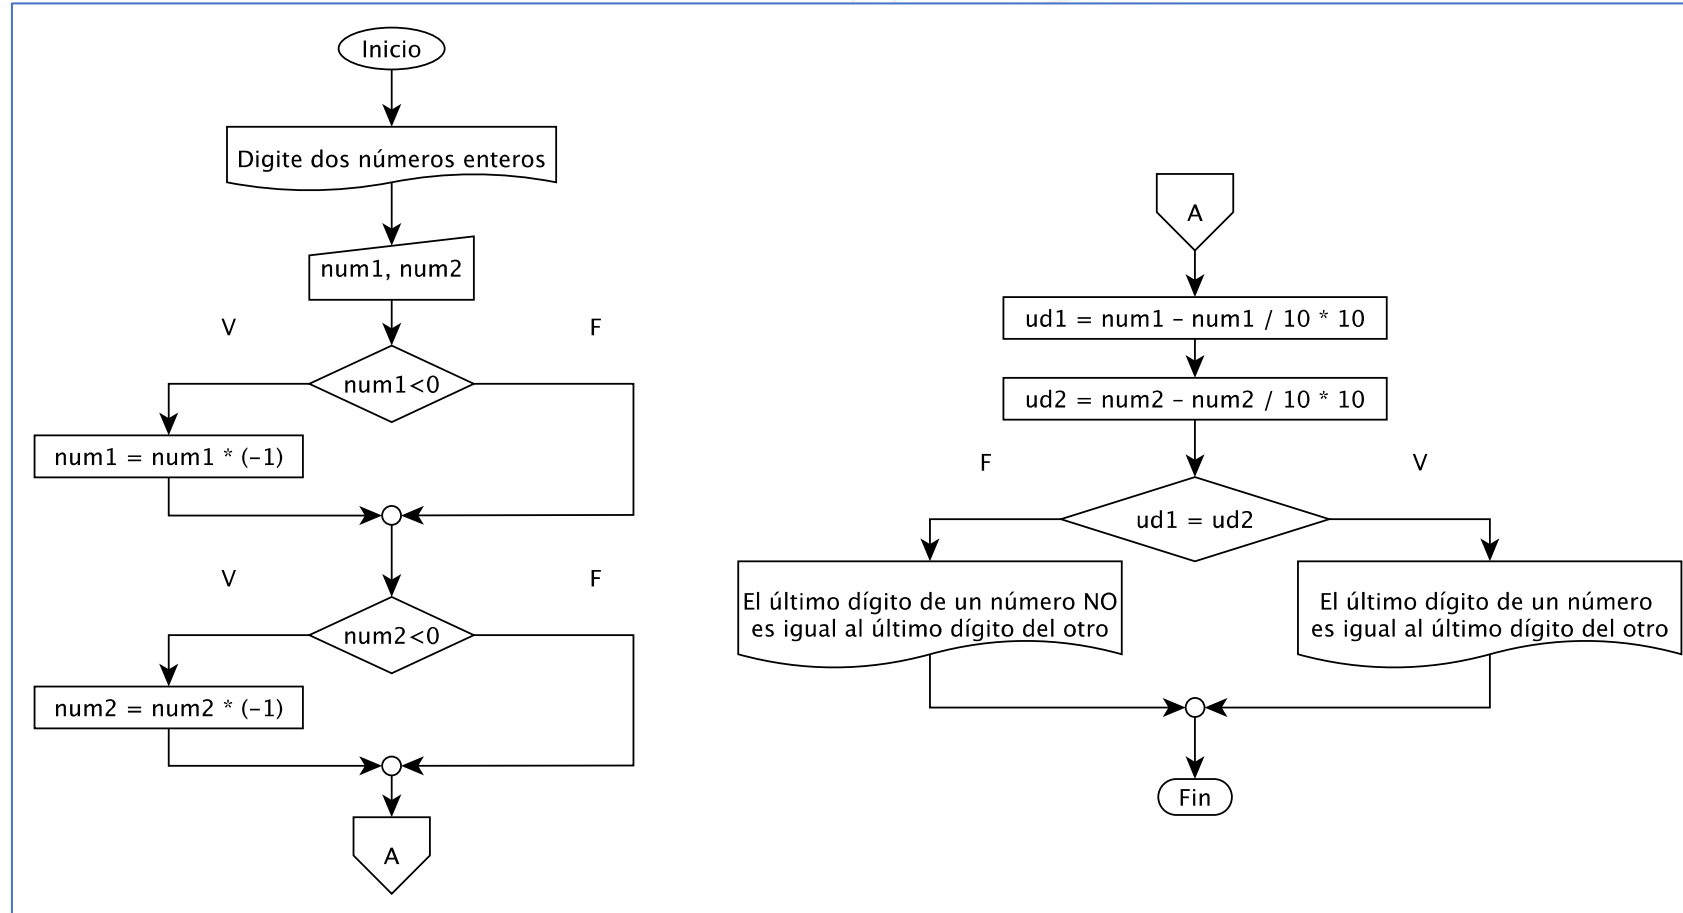 Inicio
Digite dos números enteros
num1, num2
V
F
num1<0
num1 = num1 * (-1)
V
F
num2<0
num2 = num2 * (-1)
A
A
ud1 = num1 – num1 / 10 * 10
ud2 = num2 – num2 / 10 * 10
F
V
ud1 = ud2
El último dígito de un número NO
es igual al último dígito del otro
El último dígito de un número
es igual al último dígito del otro
Fin